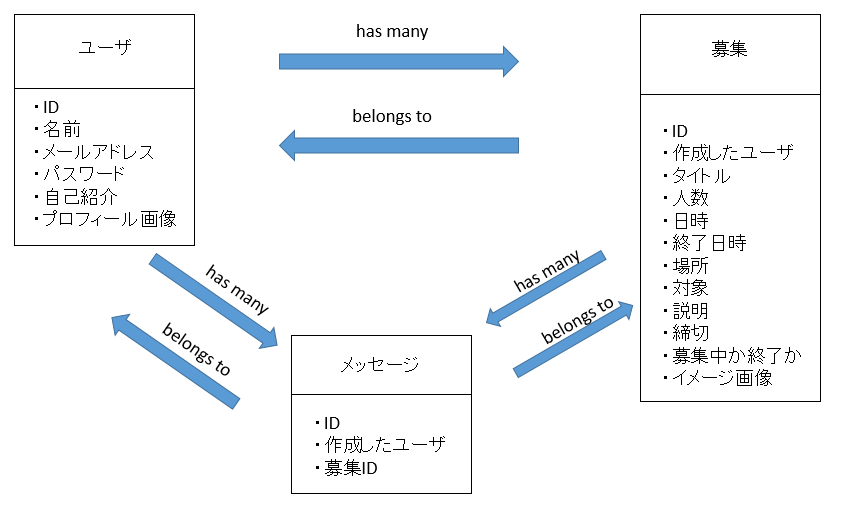 ユーザ
・ID
・名前
・メールアドレス
・パスワード
・自己紹介
・プロフィール画像
has many
belongs to
募集
・ID
・作成したユーザ
・タイトル
・人数
・日時
・終了日時
・場所
・対象
・説明
・締切
・募集中か終了か
・イメージ画像
has many
belongs to
has many
belongs to
メッセージ
・ID
・作成したユーザ
・募集ID